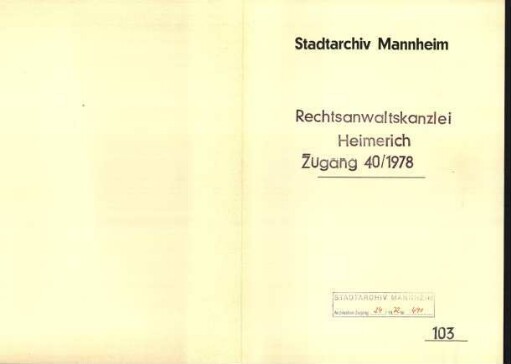 Stadtarchiv Mannheim
Rechtsanwaltskanzlei
Heimerich
Zugang 40/1978
STADTARCHIV MANNHEIM
103